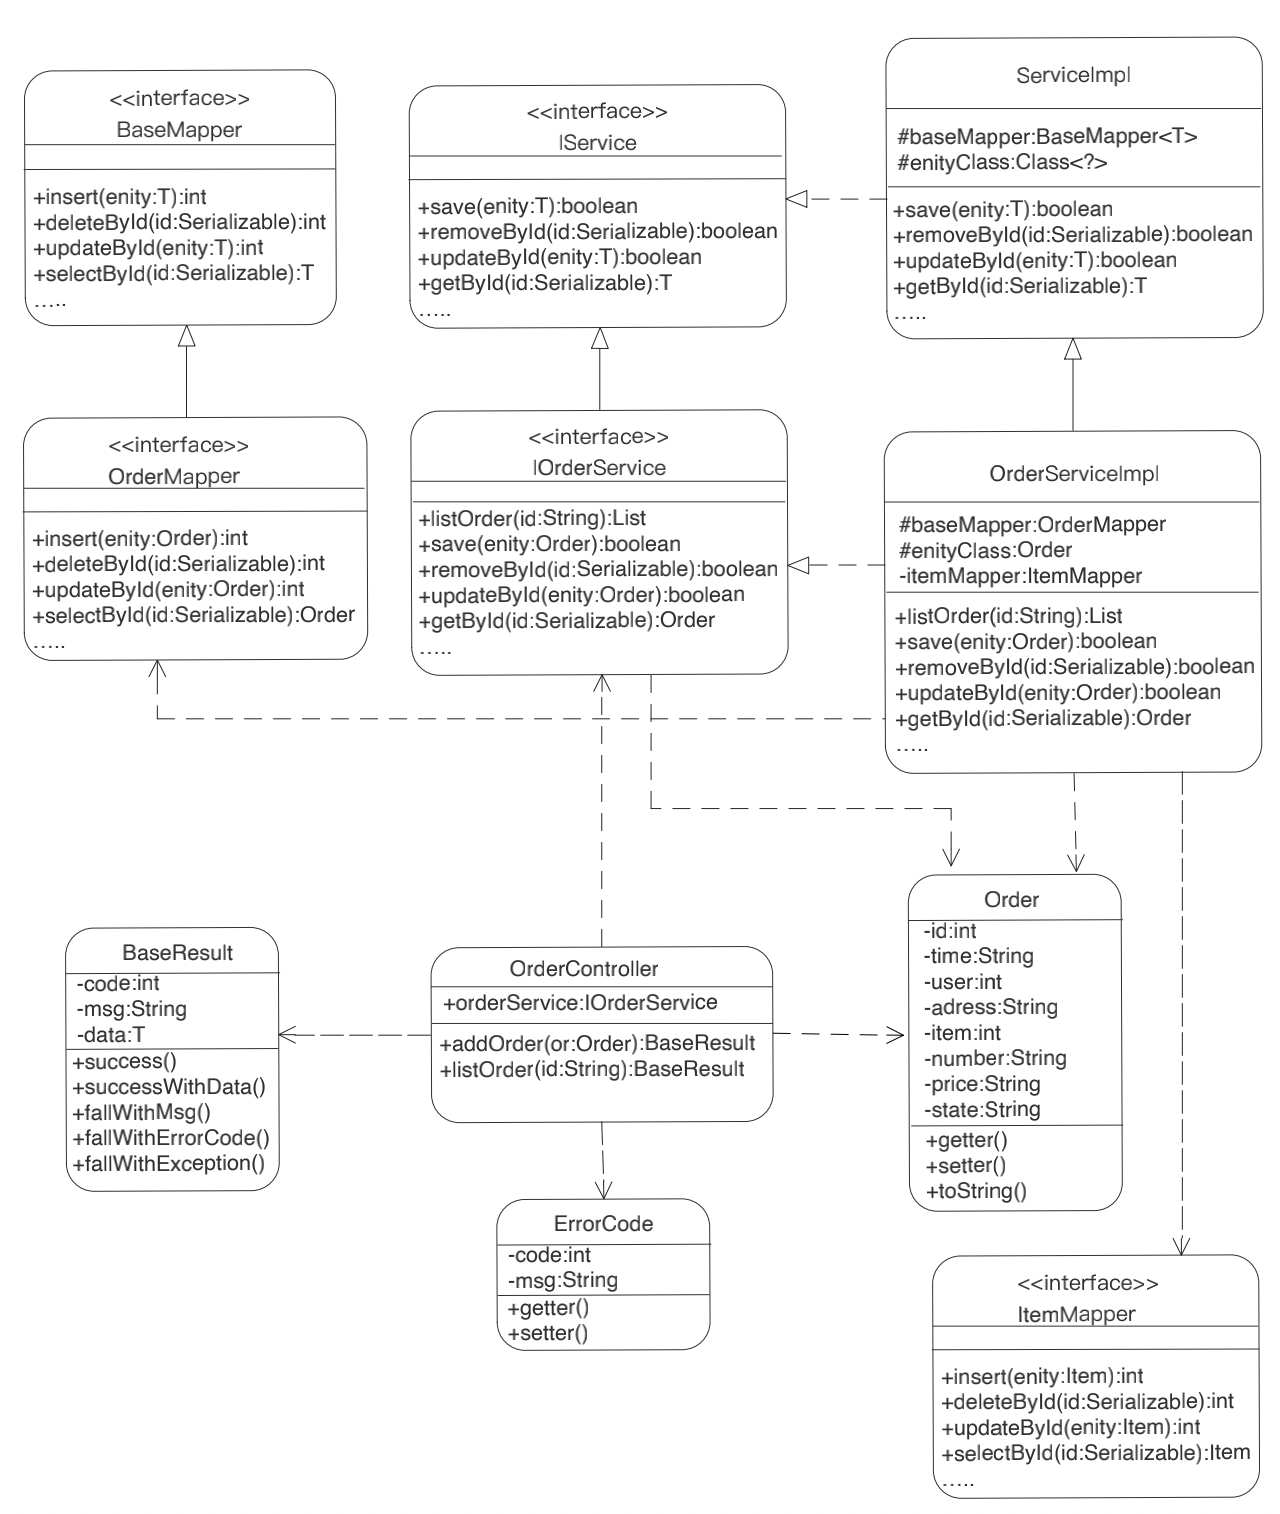 <<interface>>
BaseMapper
+insert(enity:T):int
+deleteById(id:Serializable):int
+updateById(enity:T):int
+selectById(id:Serializable):T
.....
<<interface>>
IService
+save(enity:T):boolean
+removeById(id:Serializable):boolean
+updateById(enity:T):boolean
+getById(id:Serializable):T
.....
ServiceImpl
#baseMapper:BaseMapper<T>
#enityClass:Class<?>
+save(enity:T):boolean
+removeById(id:Serializable):boolean
+updateById(enity:T):boolean
+getById(id:Serializable):T
.....
<<interface>>
OrderMapper
+insert(enity:Order):int
+deleteById(id:Serializable):int
+updateById(enity:Order):int
+selectById(id:Serializable):Order
.....
<<interface>>
IOrderService
+listOrder(id:String):List
+save(enity:Order):boolean
+removeById(id:Serializable):boolean
+updateById(enity:Order):boolean
+getById(id:Serializable):Order
.....
OrderServiceImpl
#baseMapper:OrderMapper
#enityClass:Order
-itemMapper:ItemMapper
+listOrder(id:String):List
+save(enity:Order):boolean
+removeById(id:Serializable):boolean
+updateById(enity:Order):boolean
+getById(id:Serializable):Order
.....
BaseResult
-code:int
-msg:String
-data:T
+success()
+successWithData()
+fallWithMsg()
+fallWithErrorCode()
+fallWithException()
OrderController
+orderService:IOrderService
+addOrder(or:Order):BaseResult
+listOrder(id:String):BaseResult
Order
-id:int
-time:String
-user:int
-adress:String
-item:int
-number:String
-price:String
-state:String
+getter()
+setter()
+toString()
ErrorCode
-code:int
-msg:String
+getter()
+setter()
<<interface>>
ItemMapper
+insert(enity:Item):int
+deleteById(id:Serializable):int
+updateById(enity:Item):int
+selectById(id:Serializable):Item
.....